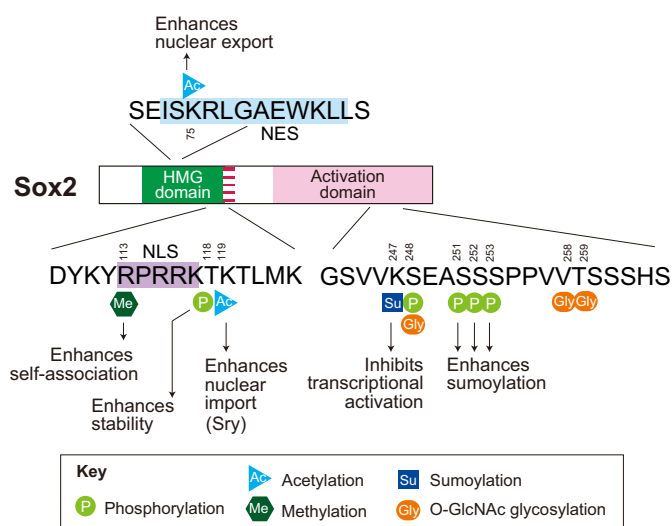 Enhances
nuclear export
Ac
SEISKRLGAEWKLLS
75
NES
Sox2
HMG
domain
Activation
domain
113
NLS
118
119
247
248
251
252
253
258
259
DYKYRPRRKTKTLMK
GSVVKSEASSSPPVVTSSSHS
Me
P
Ac
Su
P
P
P
P
Gly
Gly
Gly
Enhances
self-association
Enhances
stability
Enhances
nuclear
import
(Sry)
Inhibits
transcriptional
activation
Enhances
sumoylation
Key
P Phosphorylation
Ac Acetylation
Me Methylation
Su Sumoylation
Gly O-GlcNAc glycosylation